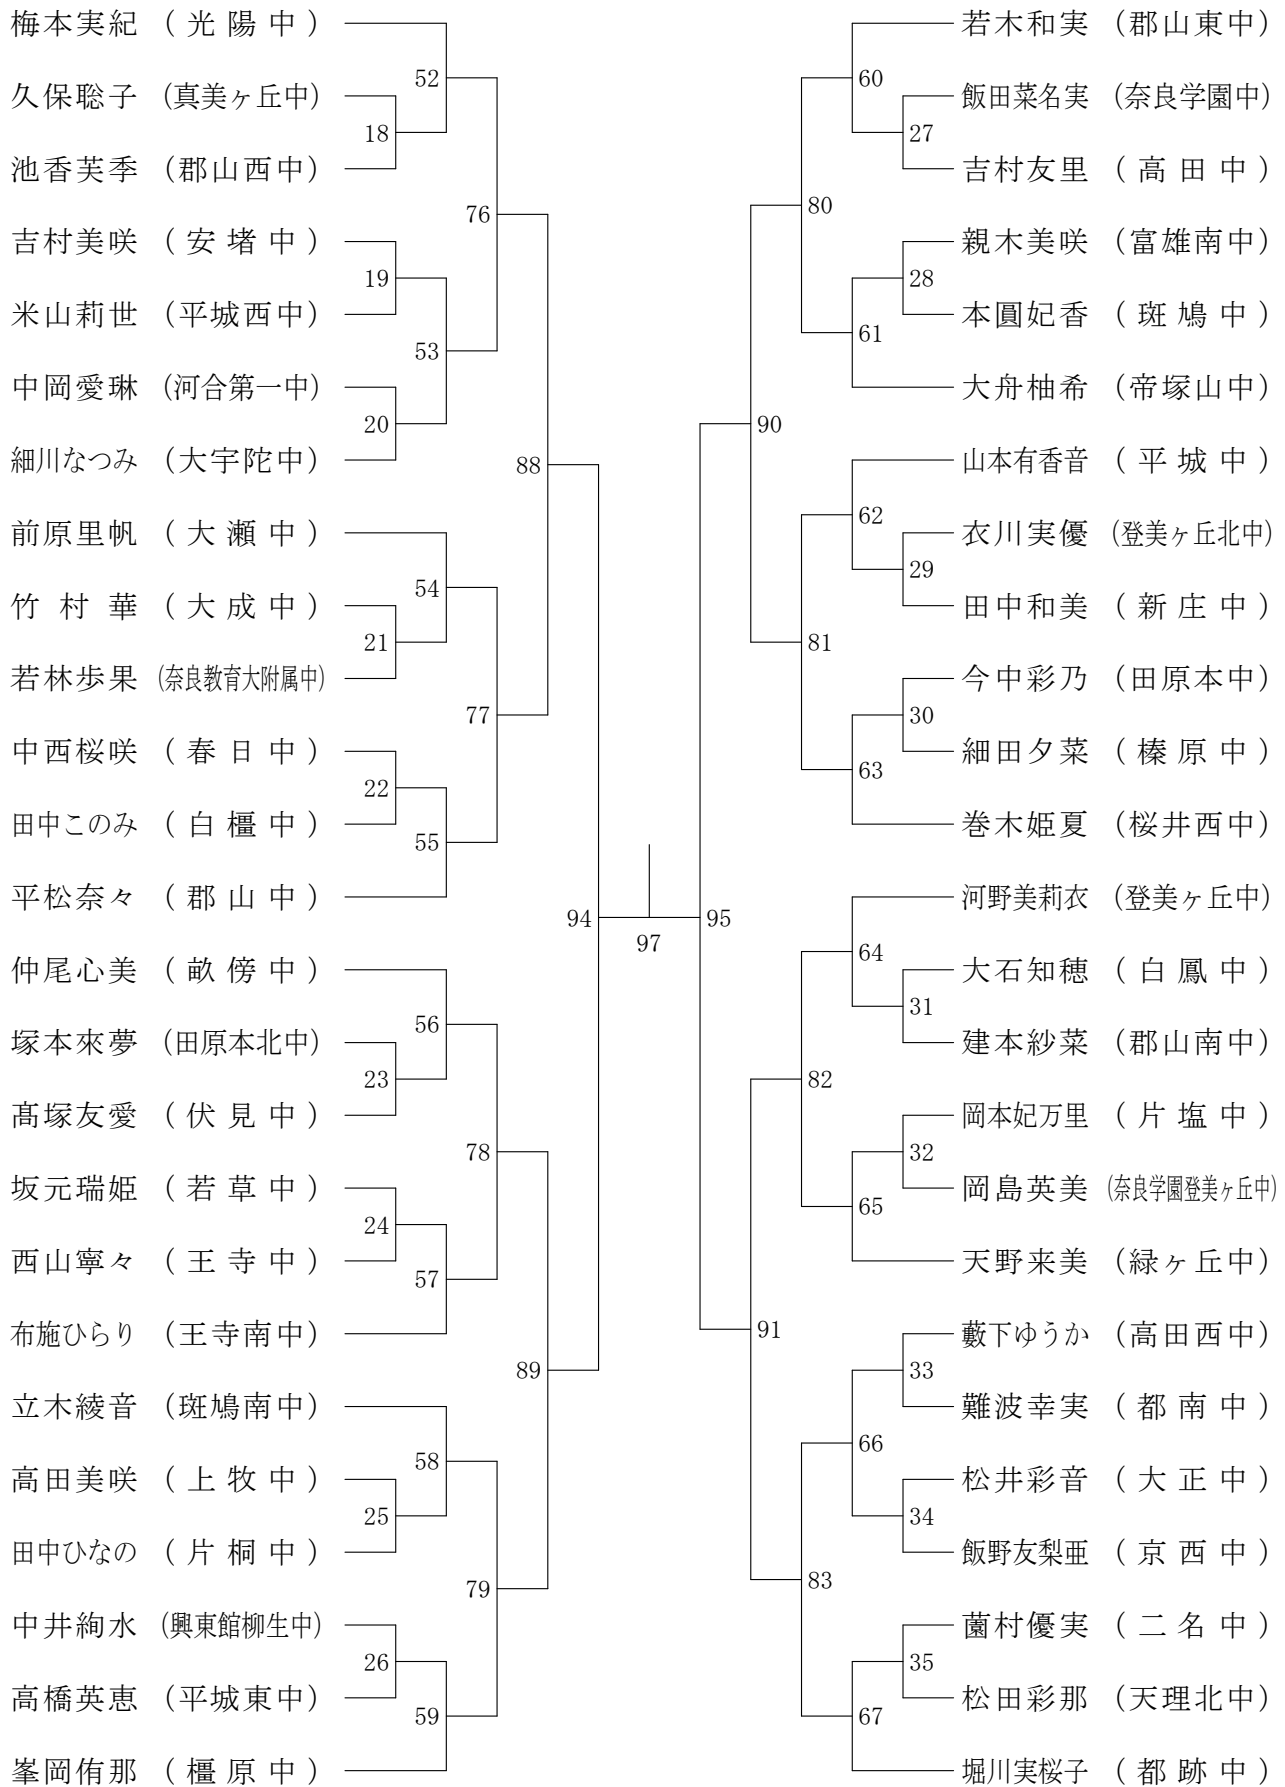 梅本実紀 (光陽中)
久保聡子 (真美ヶ丘中)
池香芙季 (郡山西中)
吉村美咲 (安堵中)
米山莉世 (平城西中)
中岡愛琳 (河合第一中)
細川なつみ (大宇陀中)
前原里帆 (大瀬中)
竹村華 (大成中)
若林歩果 (奈良教育大附属中)
中西桜咲 (春日中)
田中このみ (白橿中)
平松奈々 (郡山中)
仲尾心美 (畝傍中)
塚本來夢 (田原本北中)
髙塚友愛 (伏見中)
坂元瑞姫 (若草中)
西山寧々 (王寺中)
布施ひらり (王寺南中)
立木綾音 (斑鳩南中)
高田美咲 (上牧中)
田中ひなの (片桐中)
中井絢水 (興東館柳生中)
高橋英恵 (平城東中)
峯岡侑那 (橿原中)
18
19
20
21
22
23
24
25
26
52
53
54
55
56
57
58
59
76
77
78
79
88
89
94
97
95
90
91
80
81
82
83
60
61
62
63
64
65
66
67
27
28
29
30
31
32
33
34
35
若木和実 (郡山東中)
飯田菜名実 (奈良学園中)
吉村友里 (高田中)
親木美咲 (富雄南中)
本圓妃香 (斑鳩中)
大舟柚希 (帝塚山中)
山本有香音 (平城中)
衣川実優 (登美ヶ丘北中)
田中和美 (新庄中)
今中彩乃 (田原本中)
細田夕菜 (榛原中)
巻木姫夏 (桜井西中)
河野美莉衣 (登美ヶ丘中)
大石知穂 (白鳳中)
建本紗菜 (郡山南中)
岡本妃万里 (片塩中)
岡島英美 (奈良学園登美ヶ丘中)
天野来美 (緑ヶ丘中)
藪下ゆうか (高田西中)
難波幸実 (都南中)
松井彩音 (大正中)
飯野友梨亜 (京西中)
薗村優実 (二名中)
松田彩那 (天理北中)
堀川実桜子 (都跡中)